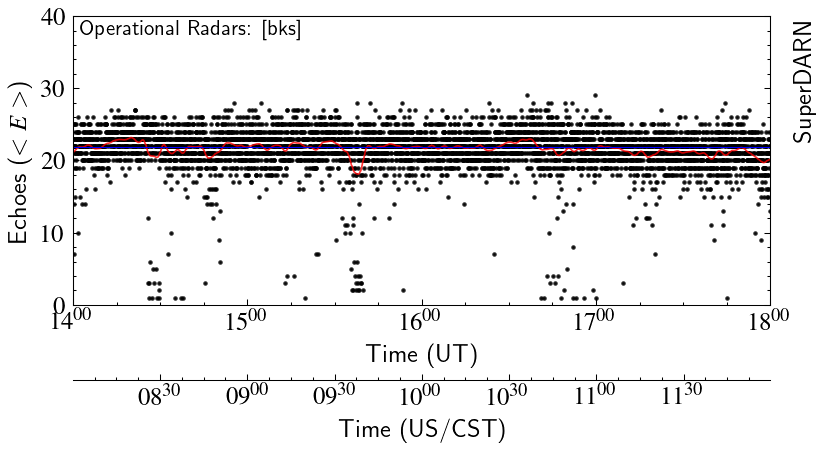 Operational Radars: [bks]
SuperDARN
Echoes (< E >)
40
30
20
10
0
14^00 15^00 16^00 17^00 18^00
Time (UT)
08^30 09^00 09^30 10^00 10^30 11^00 11^30
Time (US/CST)